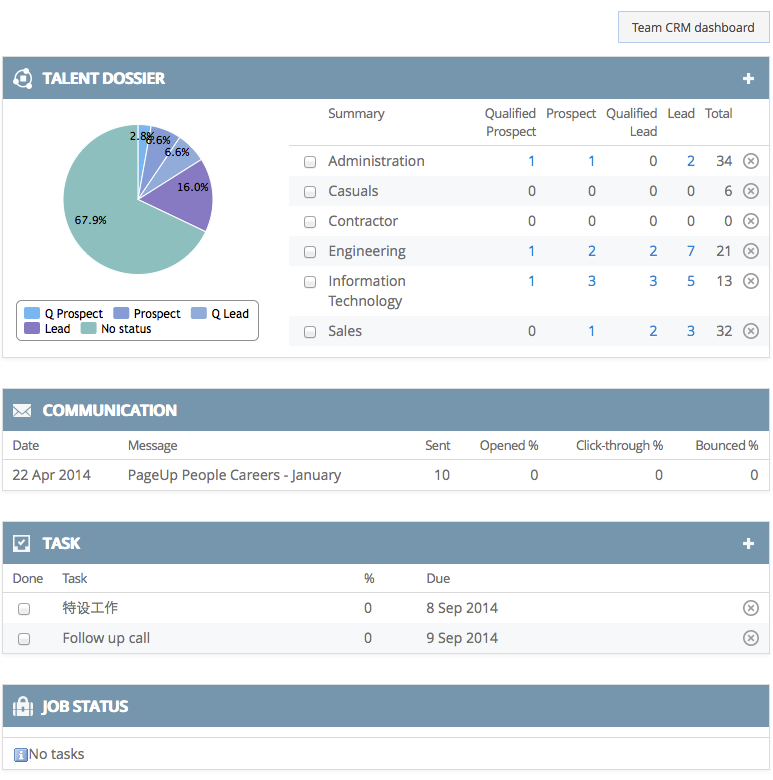 Team CRM dashboard
TALENT DOSSIER
2.8%
6.6%
6.6%
16.0%
67.9%
Q Prospect Prospect Q Lead
Lead No status
Summary Qualified Prospect Prospect Qualified Lead Lead Total
Administration 1 1 0 2 34
Casuals 0 0 0 0 6
Contractor 0 0 0 0 0
Engineering 1 2 2 7 21
Information 1 3 3 5 13
Technology
Sales 0 1 2 3 32
COMMUNICATION
Date Message Sent Opened % Click-through % Bounced %
22 Apr 2014 PageUp People Careers - January 10 0 0 0
TASK
Done Task % Due
特设工作 0 8 Sep 2014
Follow up call 0 9 Sep 2014
JOB STATUS
No tasks